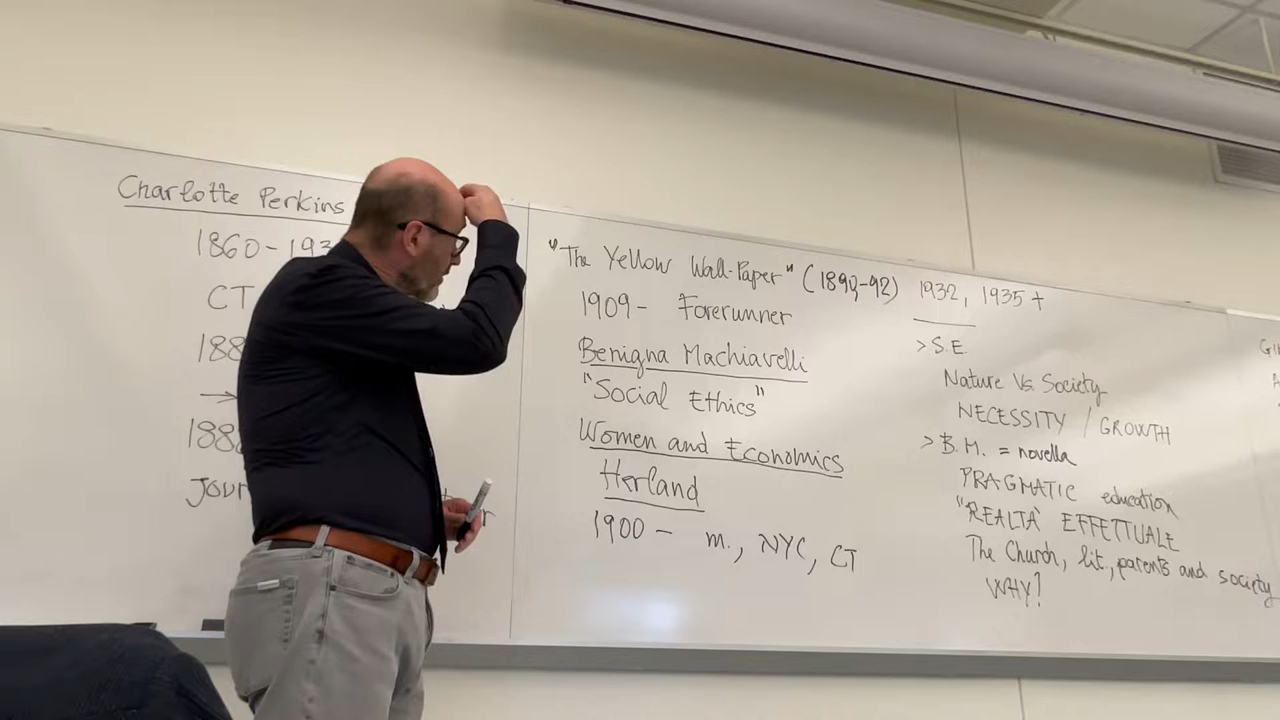 Charlotte Perkins
1860-193
CT
188
→
188
Jour
r
"The Yellow Wall-Paper" (1890-92)
1909- Forerunner
Benigna Machiavelli
"Social Ethics"
Women and Economics
Herland
1900 - m., NYC, CT
1932, 1935 +
> S.E.
Nature Vs Society
NECESSITY / GROWTH
> B.M. = novella
PRAGMATIC education
"REALTA' EFFETTUALE
The Church, lit., parents and society
WHY?